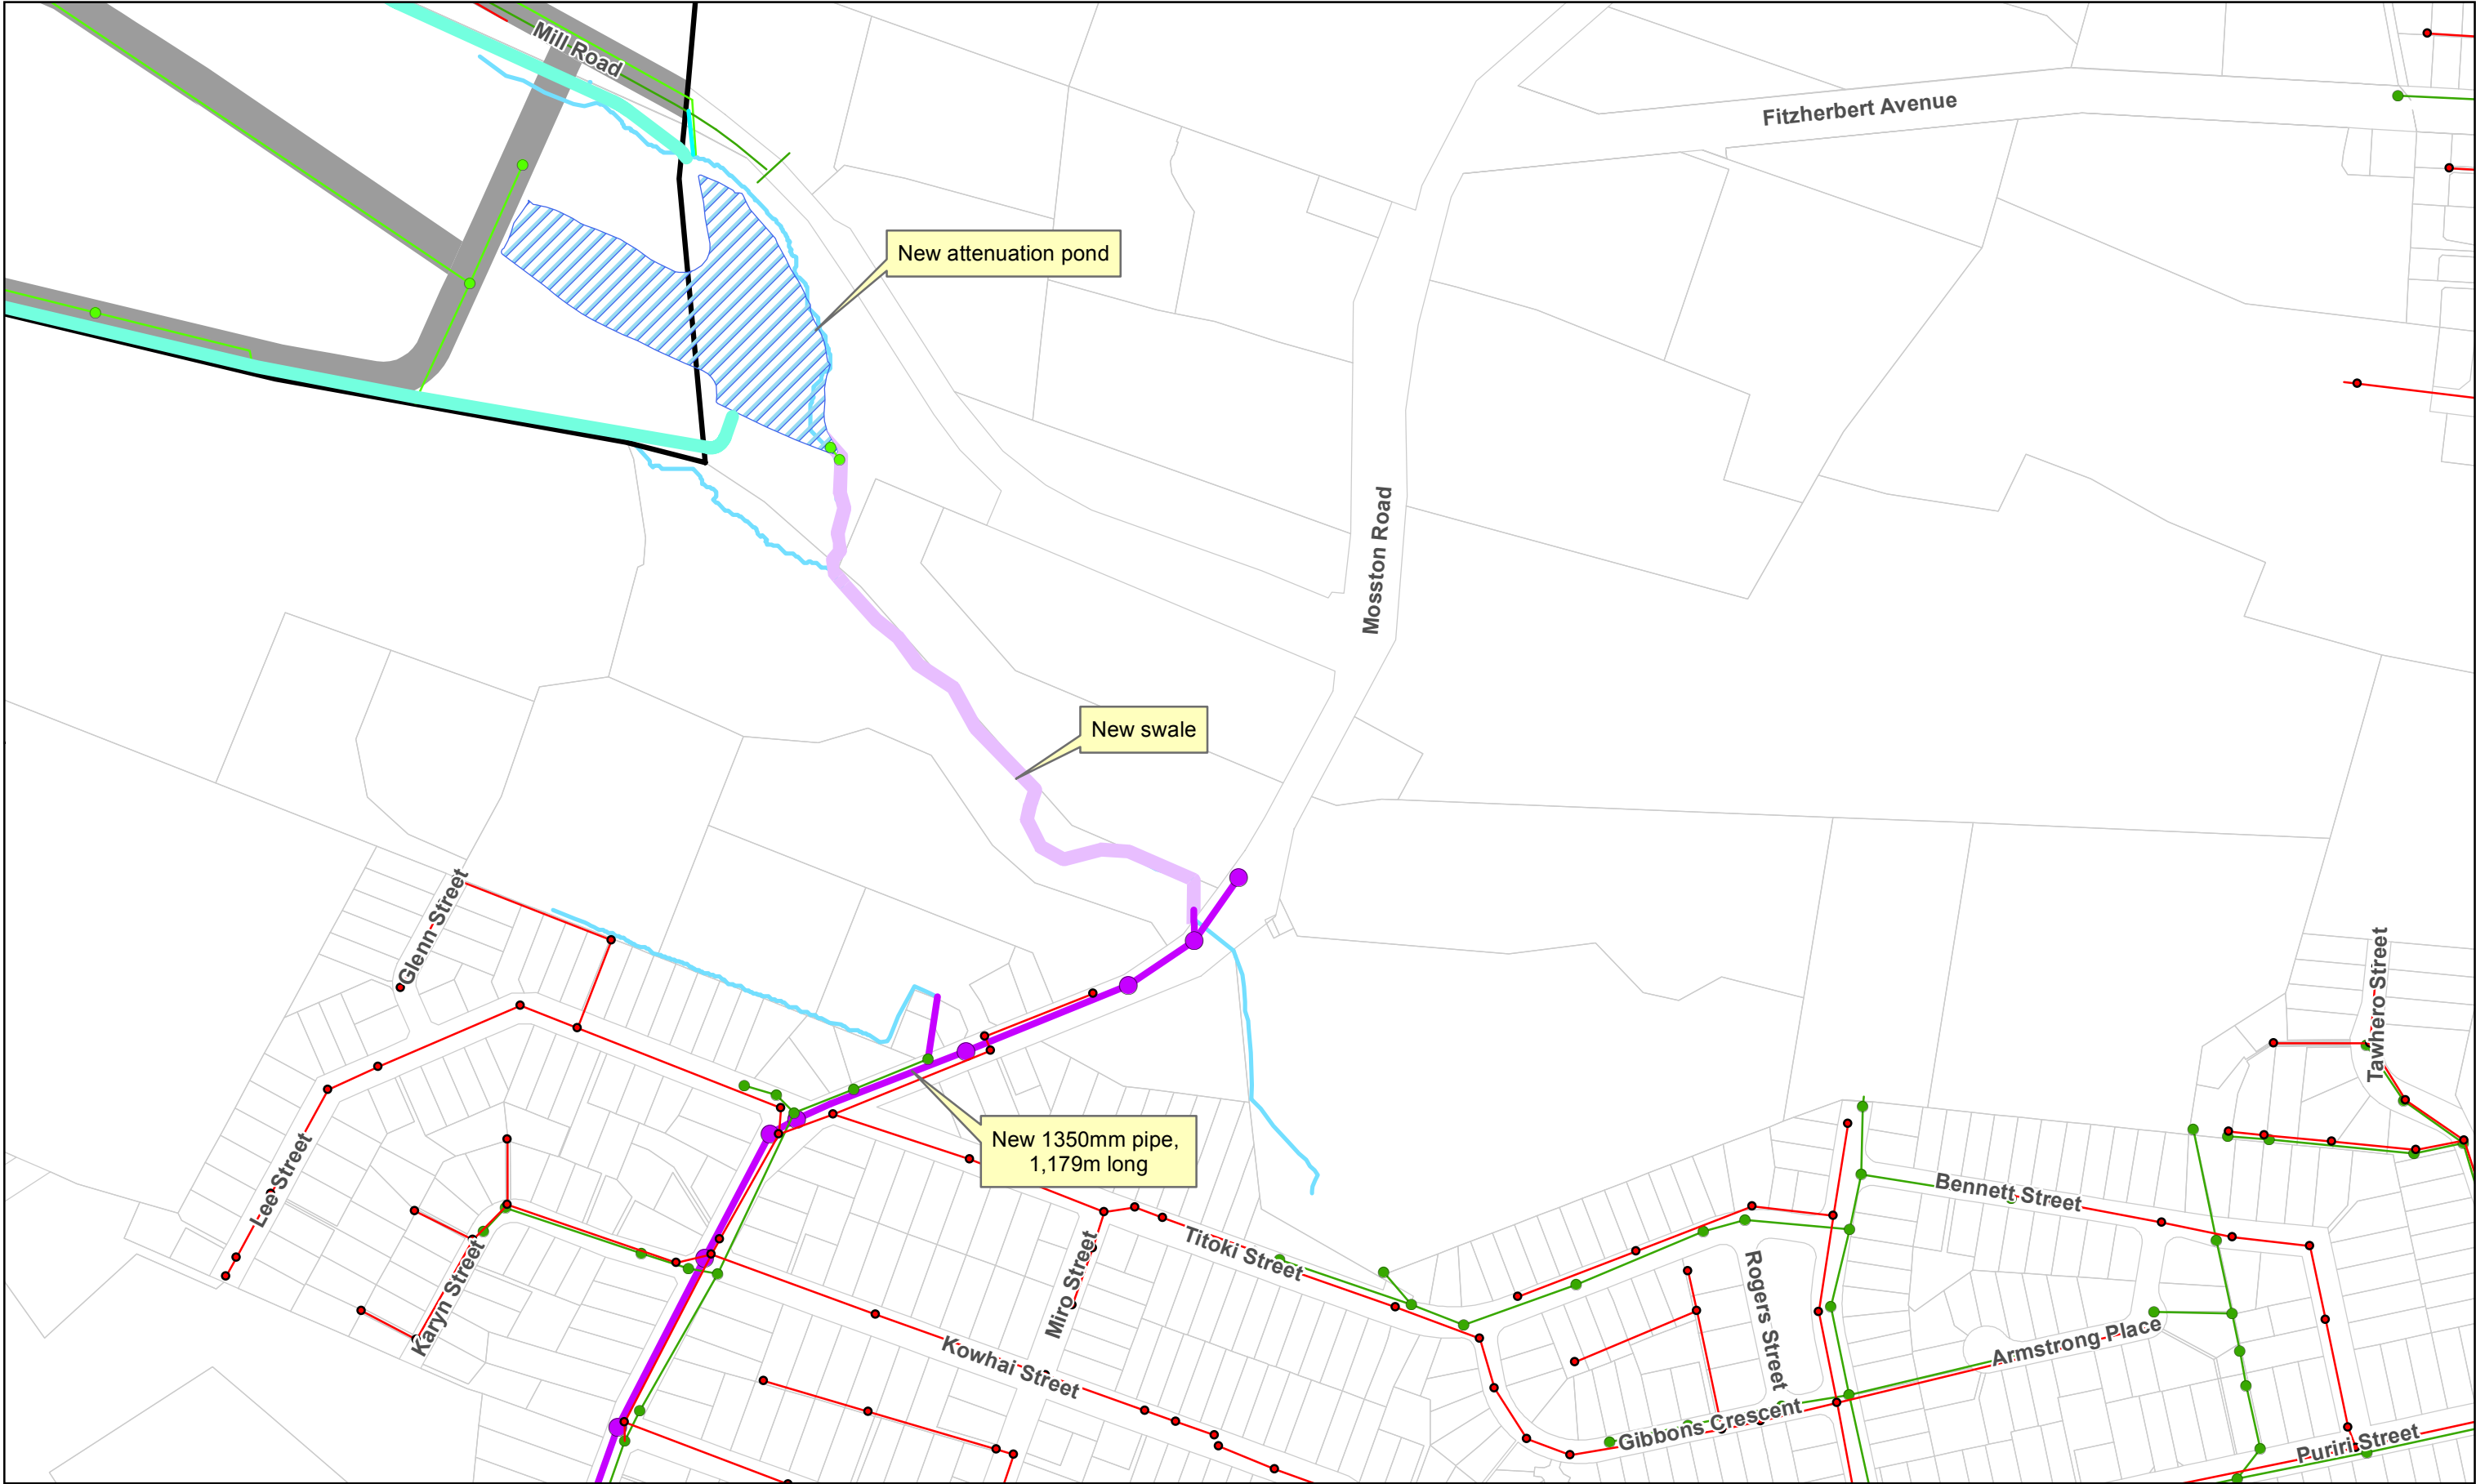 Mill Road
Fitzherbert Avenue
New attenuation pond
Mosston Road
New swale
Glenn Street
Tawhero Street
New 1350mm pipe,
1,179m long
Lee Street
Bennett Street
Karyn Street
Miro Street
Titoki Street
Rogers Street
Armstrong Place
Kowhai Street
Gibbons Crescent
Puriri Street